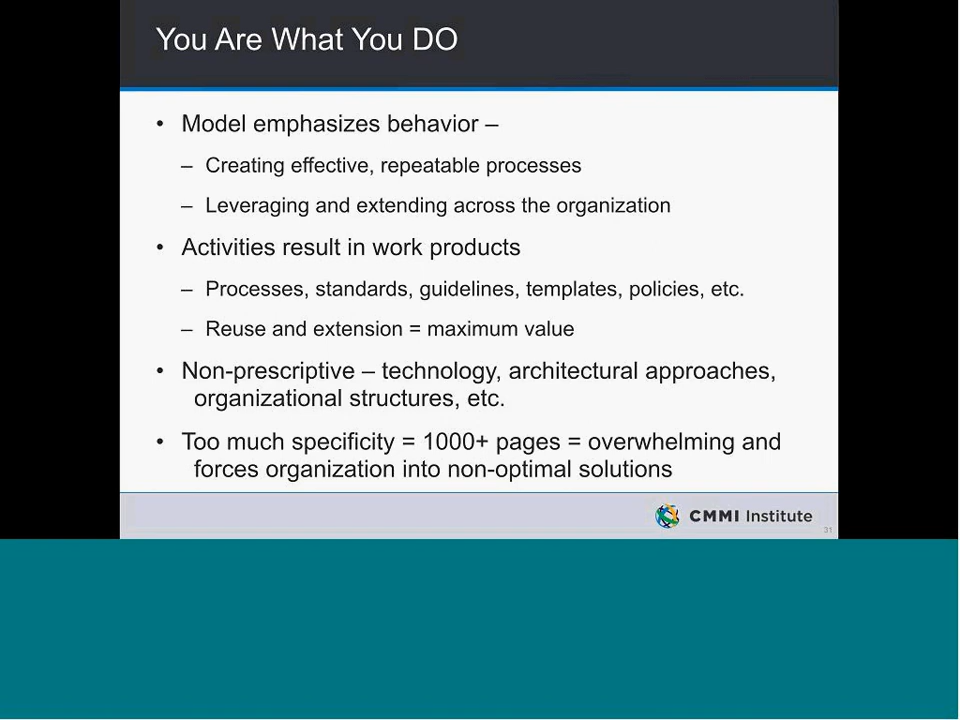 You Are What You DO
• Model emphasizes behavior –
– Creating effective, repeatable processes
– Leveraging and extending across the organization
• Activities result in work products
– Processes, standards, guidelines, templates, policies, etc.
– Reuse and extension = maximum value
• Non-prescriptive – technology, architectural approaches,
organizational structures, etc.
• Too much specificity = 1000+ pages = overwhelming and
forces organization into non-optimal solutions
CMMI Institute
31